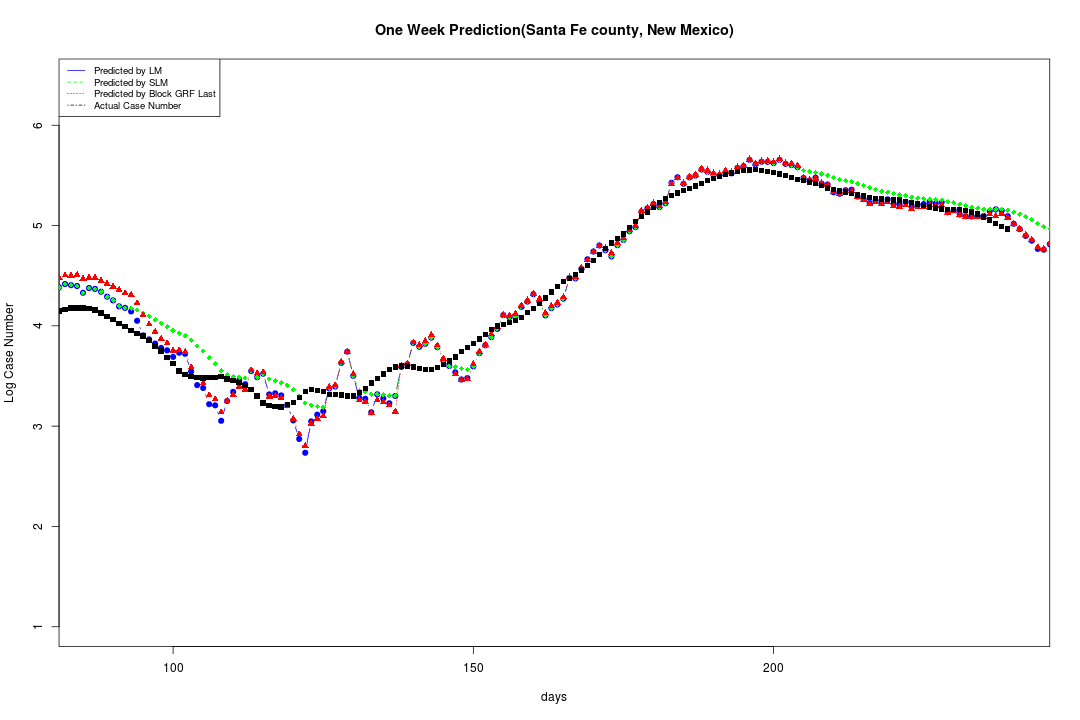 One Week Prediction(Santa Fe county, New Mexico)
Predicted by LM
Predicted by SLM
Predicted by Block GRF Last
Actual Case Number
6
5
4
3
2
1
Log Case Number
100 150 200
days